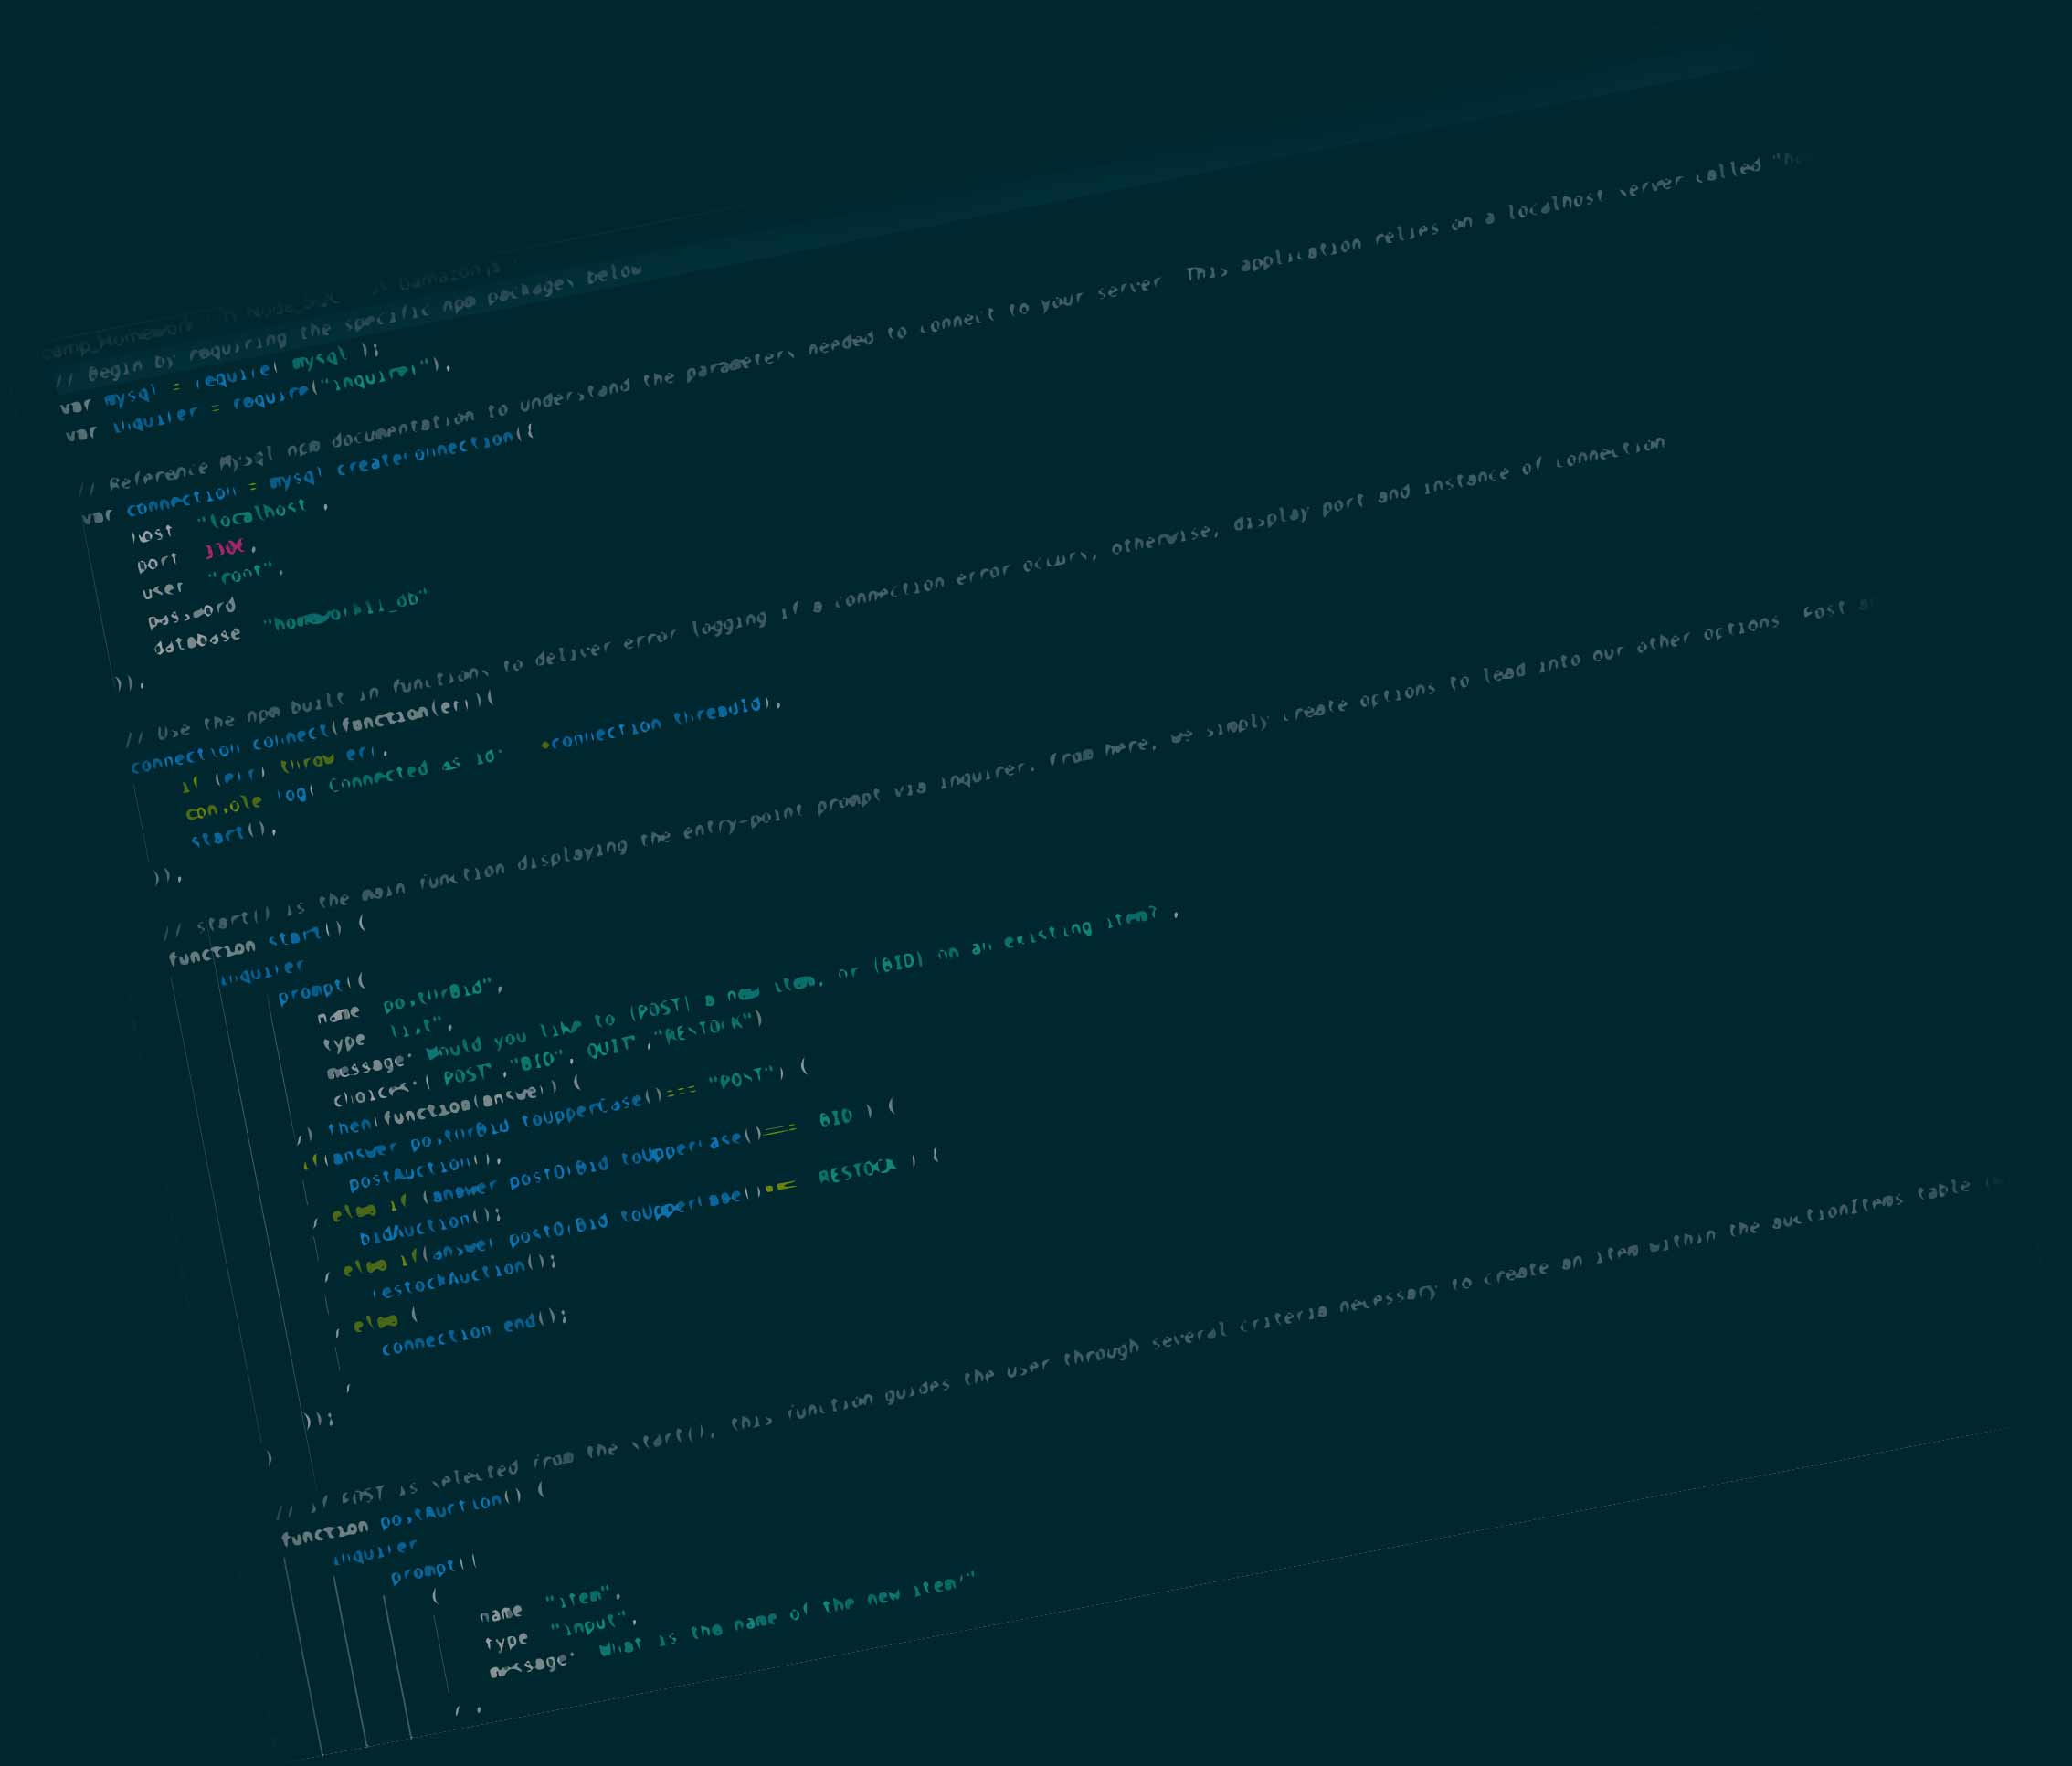 // Begin by requiring the specific npm packages below
var mysql = require("mysql");
var inquirer = require("inquirer");
// Reference Mysql npm documentation to understand the parameters needed to connect to your server. This application relies on a localhost server called
var connection = mysql.createConnection({
host: "localhost",
port: 3306,
user: "root",
password:
database: "homework11_db"
});
// Use the npm built in functions to deliver error logging if a connection error occurs, otherwise, display port and instance of connection
connection.connect(function(err){
if (err) throw err;
console.log("Connected as id: " +connection.threadId);
start();
});
// start() is the main function displaying the entry-point prompt via inquirer. From here, we simply create options to lead into our other options. Post
function start() {
inquirer
.prompt({
name: "postOrBid",
type: "list",
message: "Would you like to [POST] a new item, or [BID] on an existing item?",
choices:["POST","BID","QUIT","RESTOCK"]
}).then(function(answer) {
if(answer.postOrBid.toUpperCase()=== "POST") {
postAuction();
} else if (answer.postOrBid.toUpperCase()=== "BID") {
bidAuction();
} else if(answer.postOrBid.toUpperCase()=== "RESTOCK") {
restockAuction();
} else {
connection.end();
}
});
}
// if POST is selected from the start(), this function guides the user through several criteria necessary to create an item within the auctionItems table
function postAuction() {
inquirer
.prompt([
{
name: "item",
type: "input",
message: "What is the name of the new item?"
},